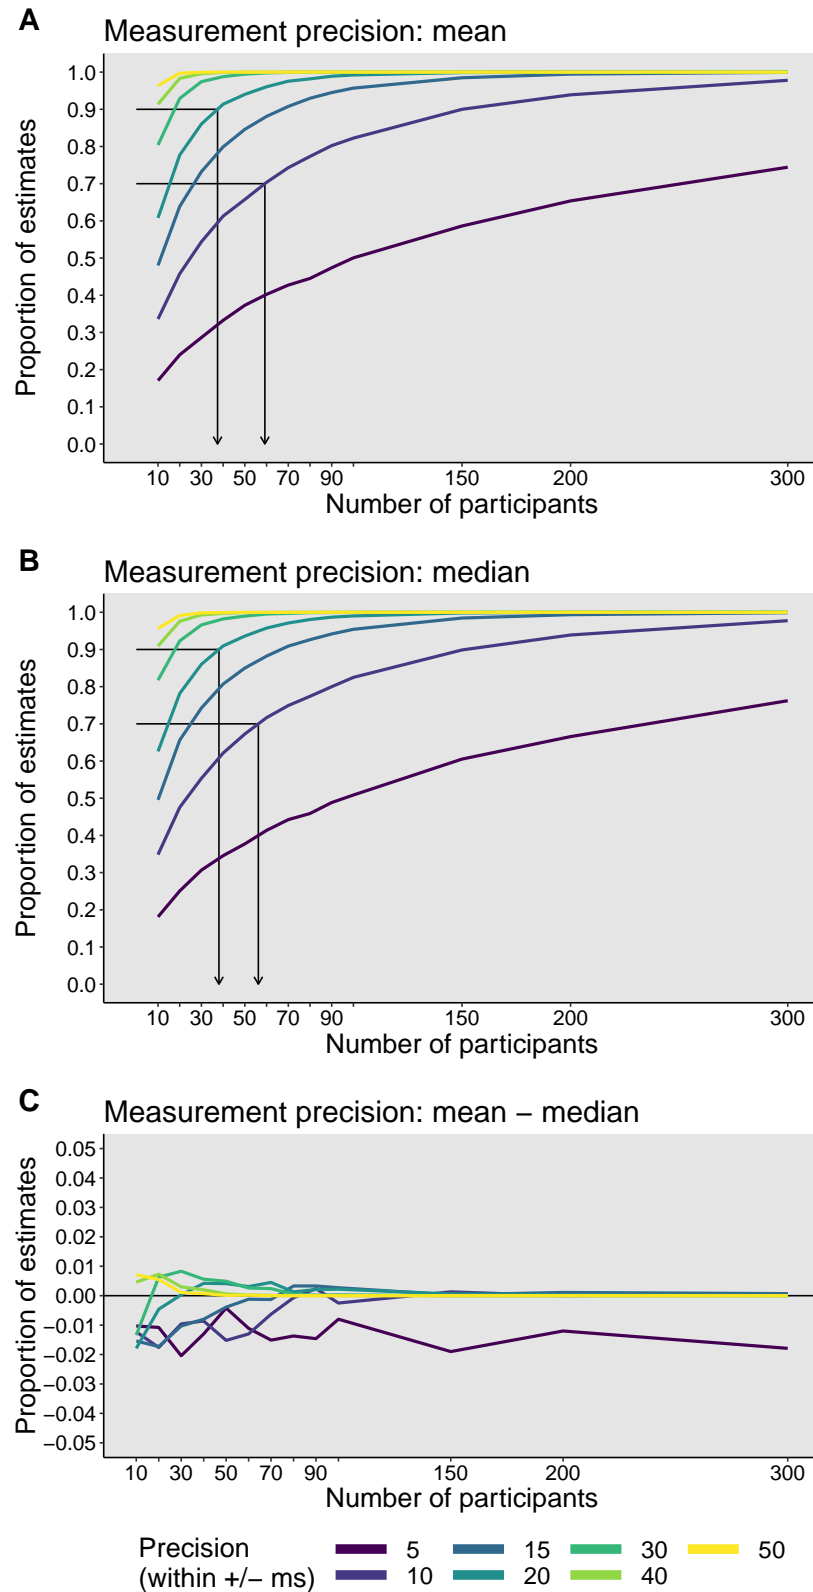 A
Measurement precision: mean
Proportion of estimates
1.0
0.9
0.8
0.7
0.6
0.5
0.4
0.3
0.2
0.1
0.0
10 30 50 70 90 150 200 300
Number of participants
B
Measurement precision: median
Proportion of estimates
1.0
0.9
0.8
0.7
0.6
0.5
0.4
0.3
0.2
0.1
0.0
10 30 50 70 90 150 200 300
Number of participants
C
Measurement precision: mean − median
Proportion of estimates
0.05
0.04
0.03
0.02
0.01
0.00
−0.01
−0.02
−0.03
−0.04
−0.05
10 30 50 70 90 150 200 300
Number of participants
Precision
(within +/− ms)
5 15 30 50
10 20 40